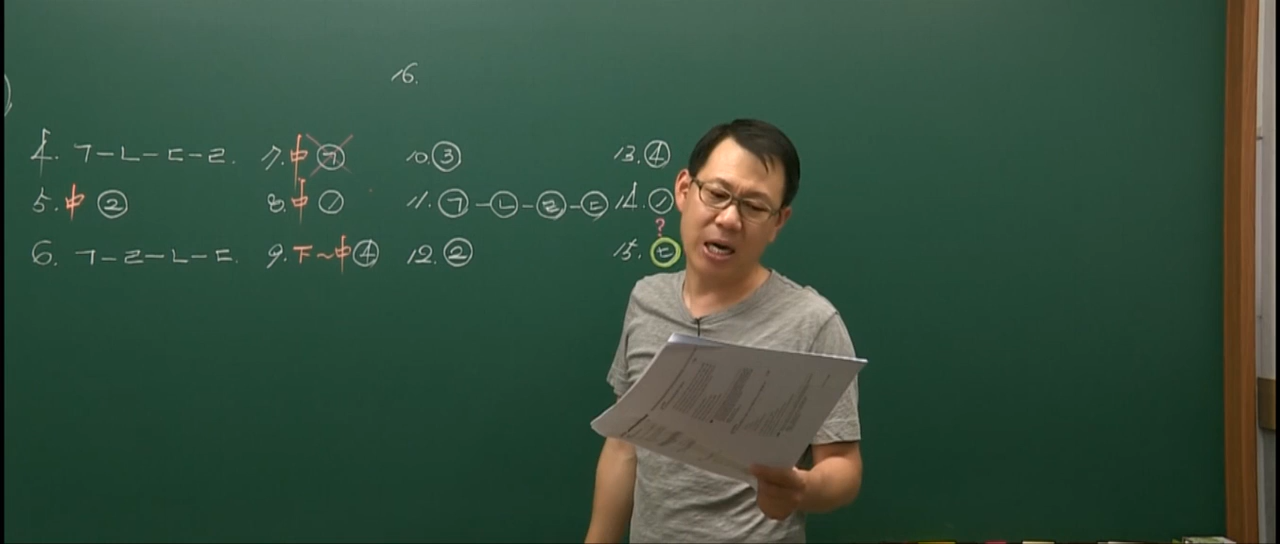 16.
4. ㄱ-ㄴ-ㄷ-ㄹ.
5. 中 ②
6. ㄱ-ㄹ-ㄴ-ㄷ.
7. 中 ㉠
8. 中 ①
9. 下~中 ④
10. ③
11. ㉠-㉡-㉣-㉢
12. ②
13. ④
14. ①
?
15. ㉢